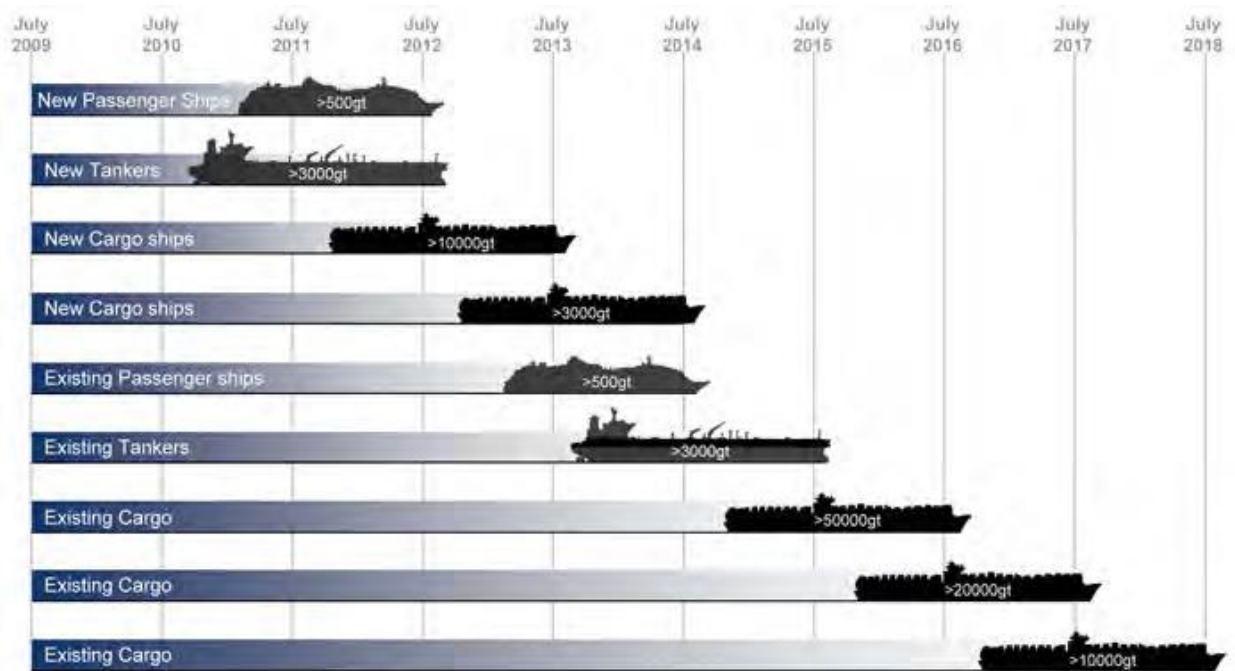 July July July July July July July July July July
2009 2010 2011 2012 2013 2014 2015 2016 2017 2018
New Passenger Ships >500gt
New Tankers >3000gt
New Cargo ships >10000gt
New Cargo ships >3000gt
Existing Passenger ships >500gt
Existing Tankers >3000gt
Existing Cargo >50000gt
Existing Cargo >20000gt
Existing Cargo >10000gt